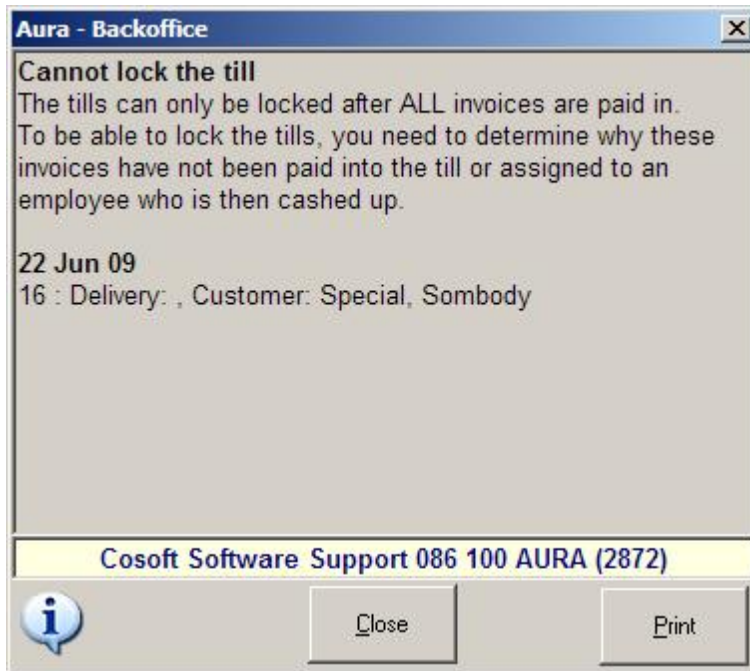 Aura - Backoffice
Cannot lock the till
The tills can only be locked after ALL invoices are paid in.
To be able to lock the tills, you need to determine why these
invoices have not been paid into the till or assigned to an
employee who is then cashed up.
22 Jun 09
16 : Delivery: , Customer: Special, Sombody
Cosoft Software Support 086 100 AURA (2872)
Close
Print